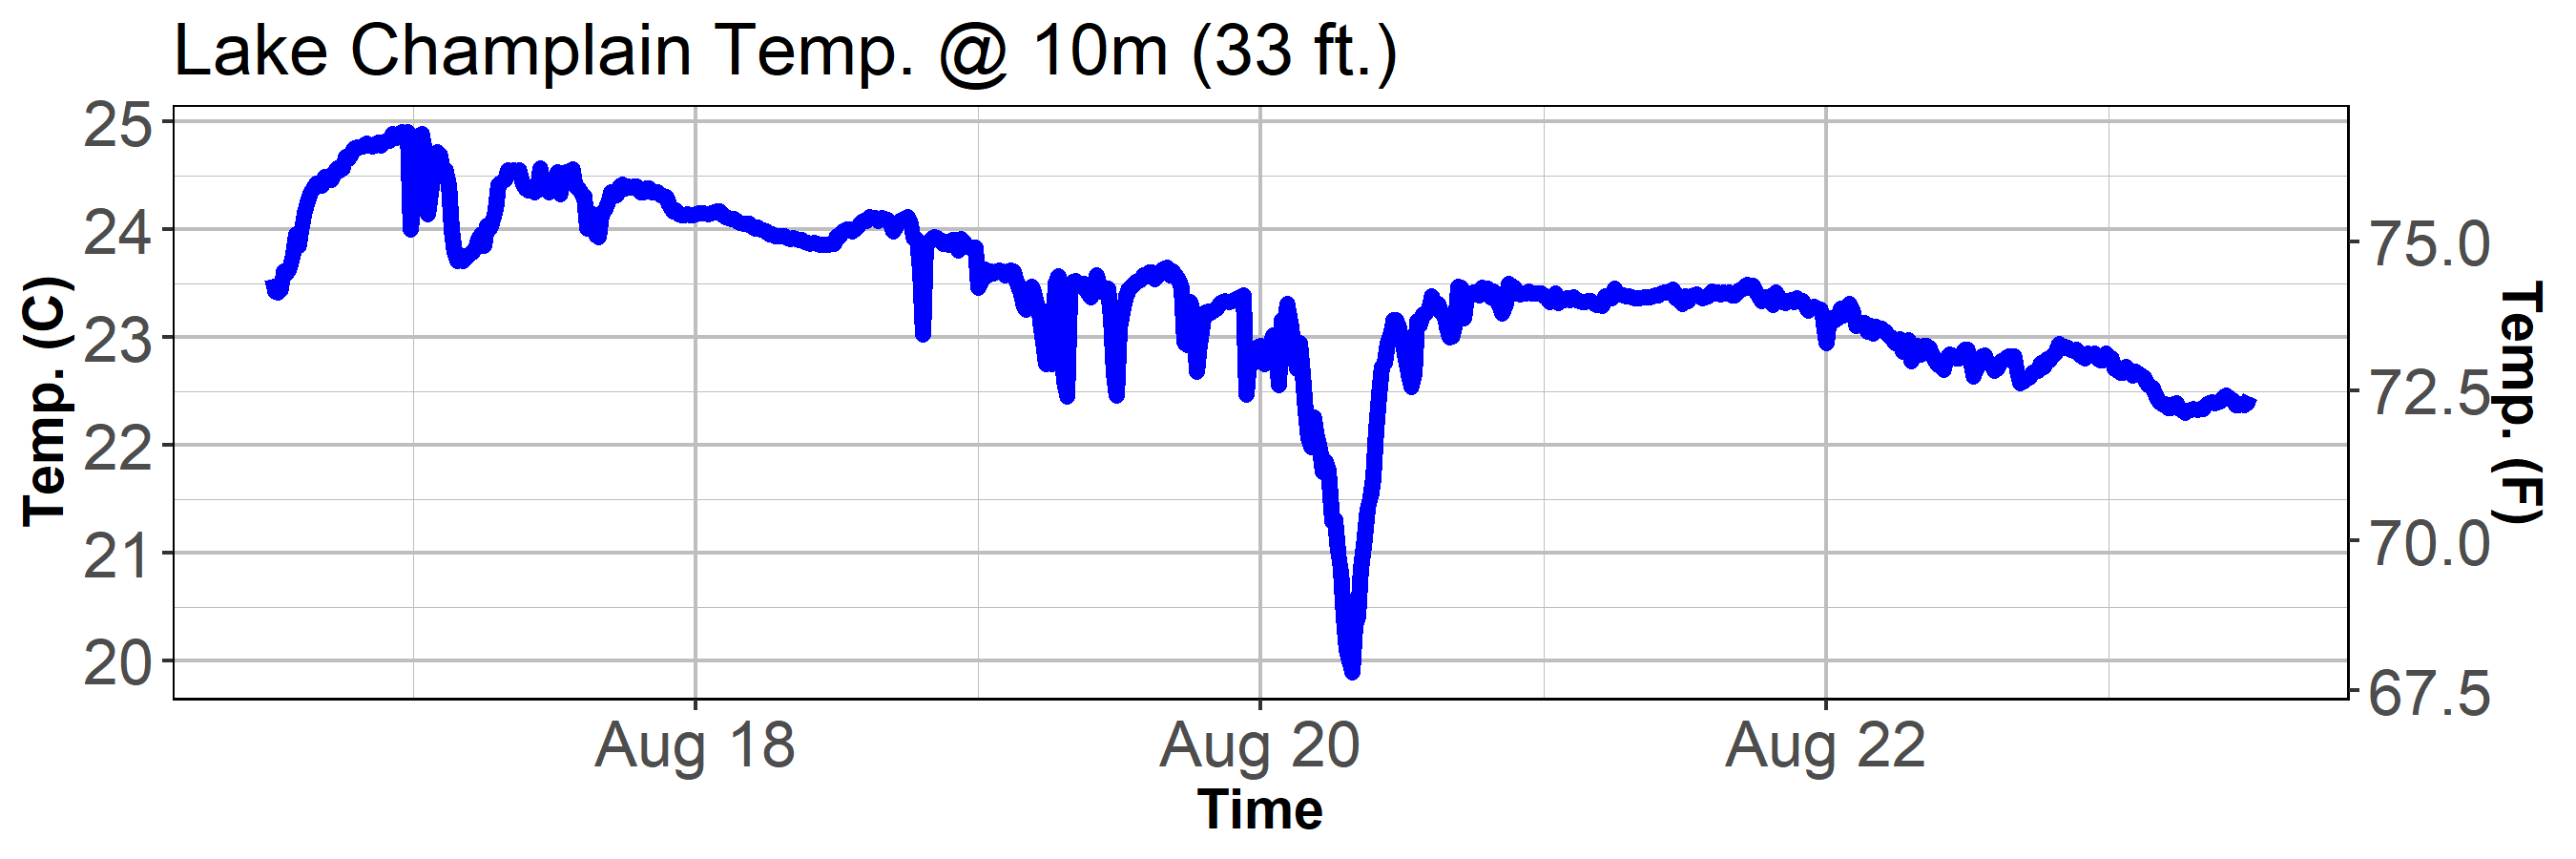 Lake Champlain Temp. @ 10m (33 ft.)
Temp. (C)
25
24
23
22
21
20
75.0
72.5
70.0
67.5
Temp. (F)
Aug 18 Aug 20 Aug 22
Time